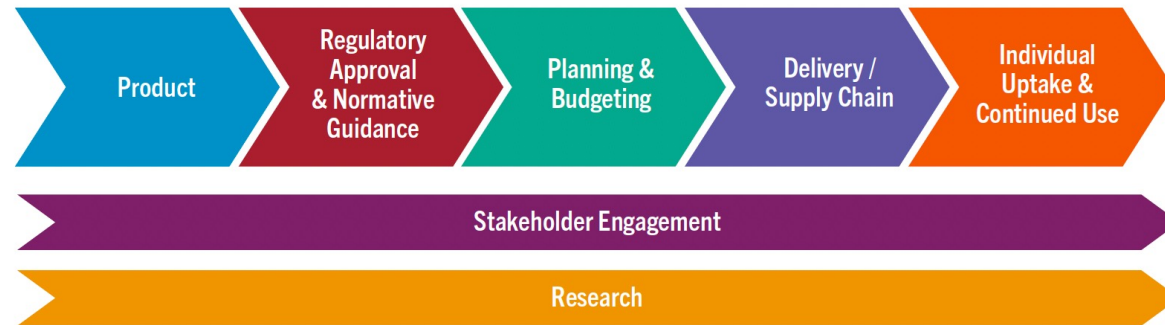 Product
Regulatory
Approval
& Normative
Guidance
Planning &
Budgeting
Delivery /
Supply Chain
Individual
Uptake &
Continued Use
Stakeholder Engagement
Research